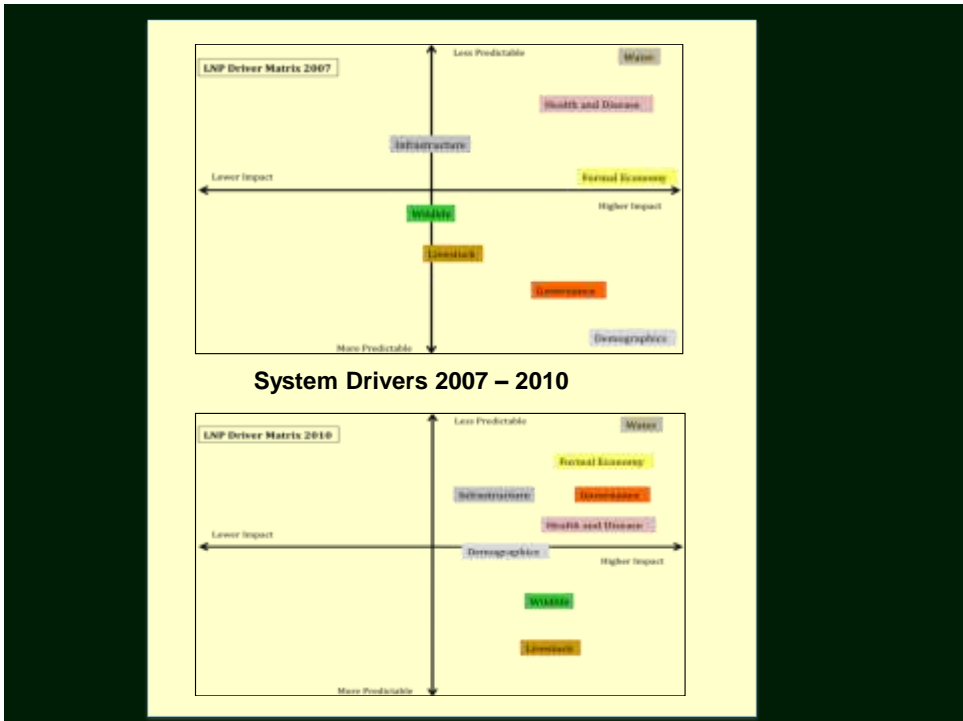 Less Predictable
Water
LNP Driver Matrix 2007
Health and Disease
Infrastructure
Lower Impact
Formal Economy
Higher Impact
Wildlife
Livestock
Governance
Demographics
More Predictable
System Drivers 2007 – 2010
Less Predictable
Water
LNP Driver Matrix 2010
Formal Economy
Infrastructure
Governance
Health and Disease
Lower Impact
Demographics
Higher Impact
Wildlife
Livestock
More Predictable